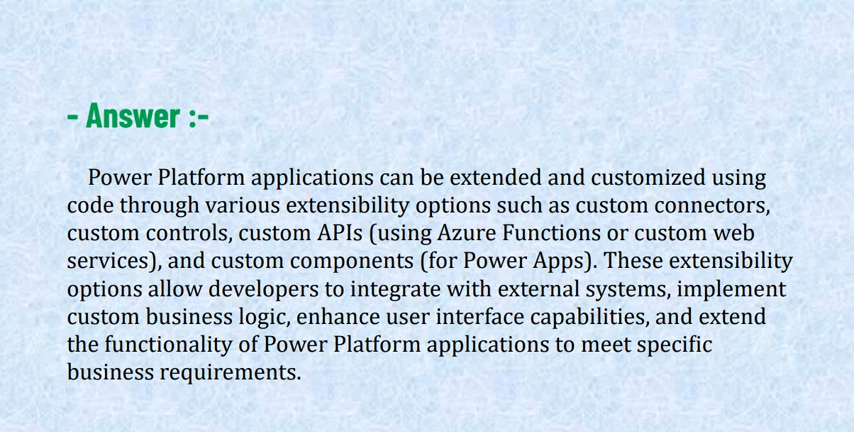 - Answer :-
Power Platform applications can be extended and customized using
code through various extensibility options such as custom connectors,
custom controls, custom APIs (using Azure Functions or custom web
services), and custom components (for Power Apps). These extensibility
options allow developers to integrate with external systems, implement
custom business logic, enhance user interface capabilities, and extend
the functionality of Power Platform applications to meet specific
business requirements.